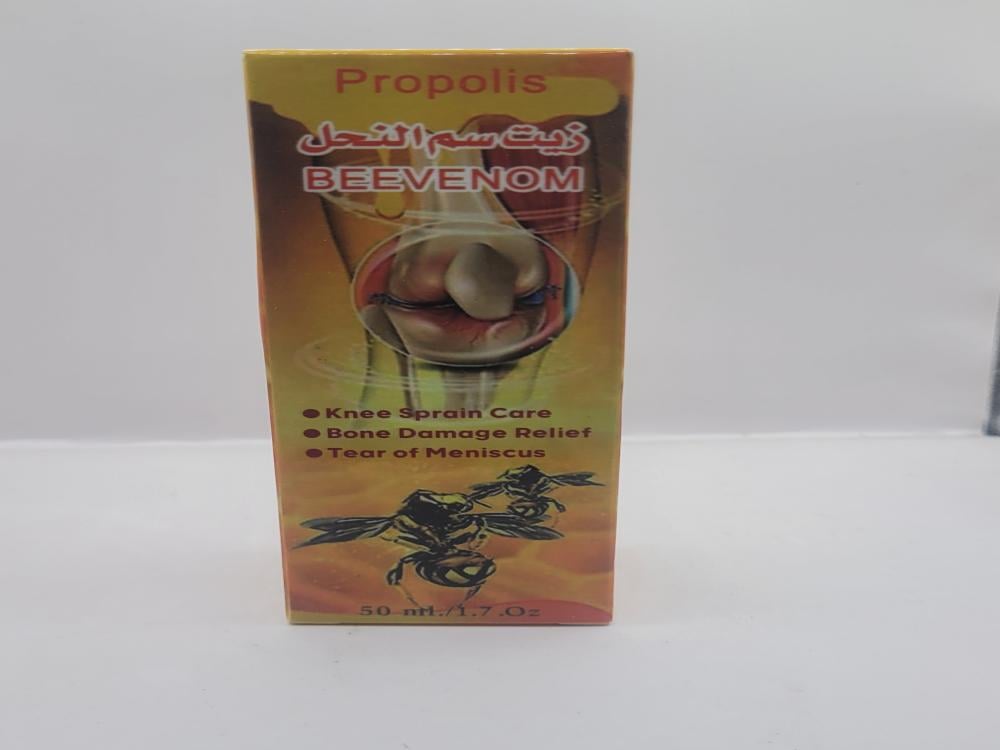 Propolis
زيت سم النحل
BEEVENOM
● Knee Sprain Care
● Bone Damage Relief
● Tear of Meniscus
50 ml./1.7.Oz